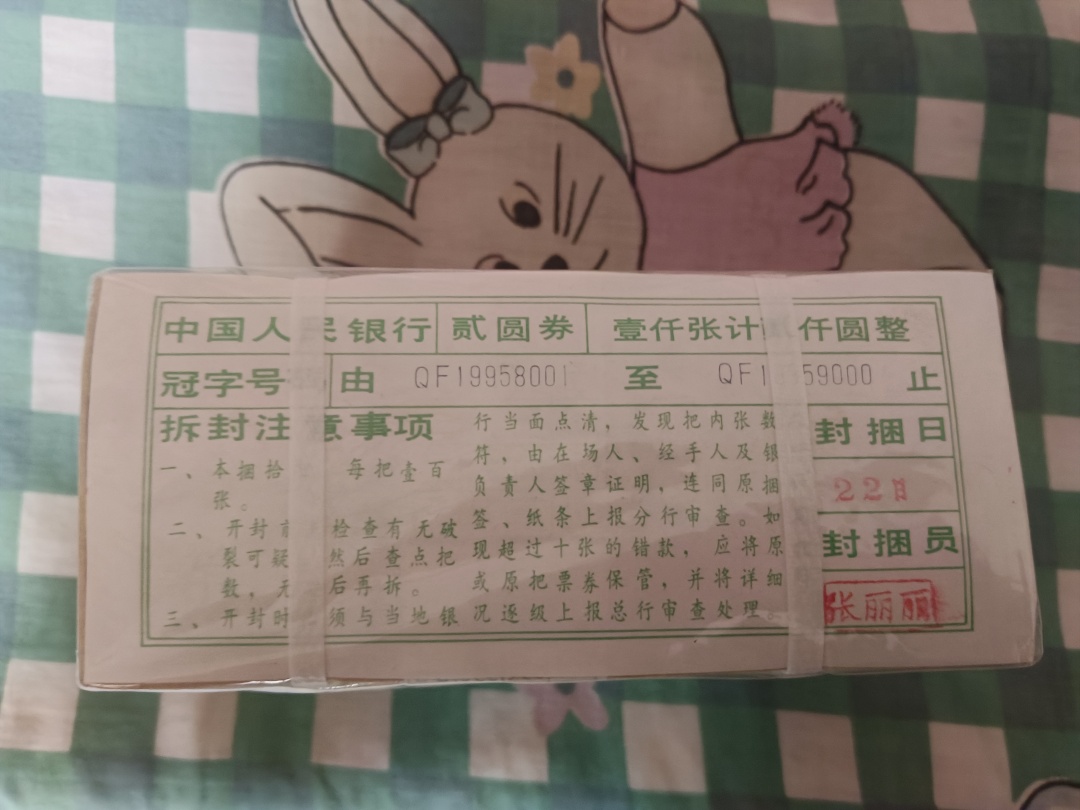 中国人民银行 贰圆券 壹仟张计 仟圆整
冠字号 由 QF19958001 至 QF1 59000 止
拆封注意事项
一、本捆拾 每把壹百
张。
二、开封前 检查有无破
裂可疑 然后查点把
数，无 后再拆。
三、开封时 须与当地银
行当面点清，发现把内张数
符，由在场人、经手人及银
负责人签章证明，连同原捆
签、纸条上报分行审查。如
现超过十张的错款，应将原
或原把票券保管，并将详细
况逐级上报总行审查处理。
封捆日
22日
封捆员
张丽丽